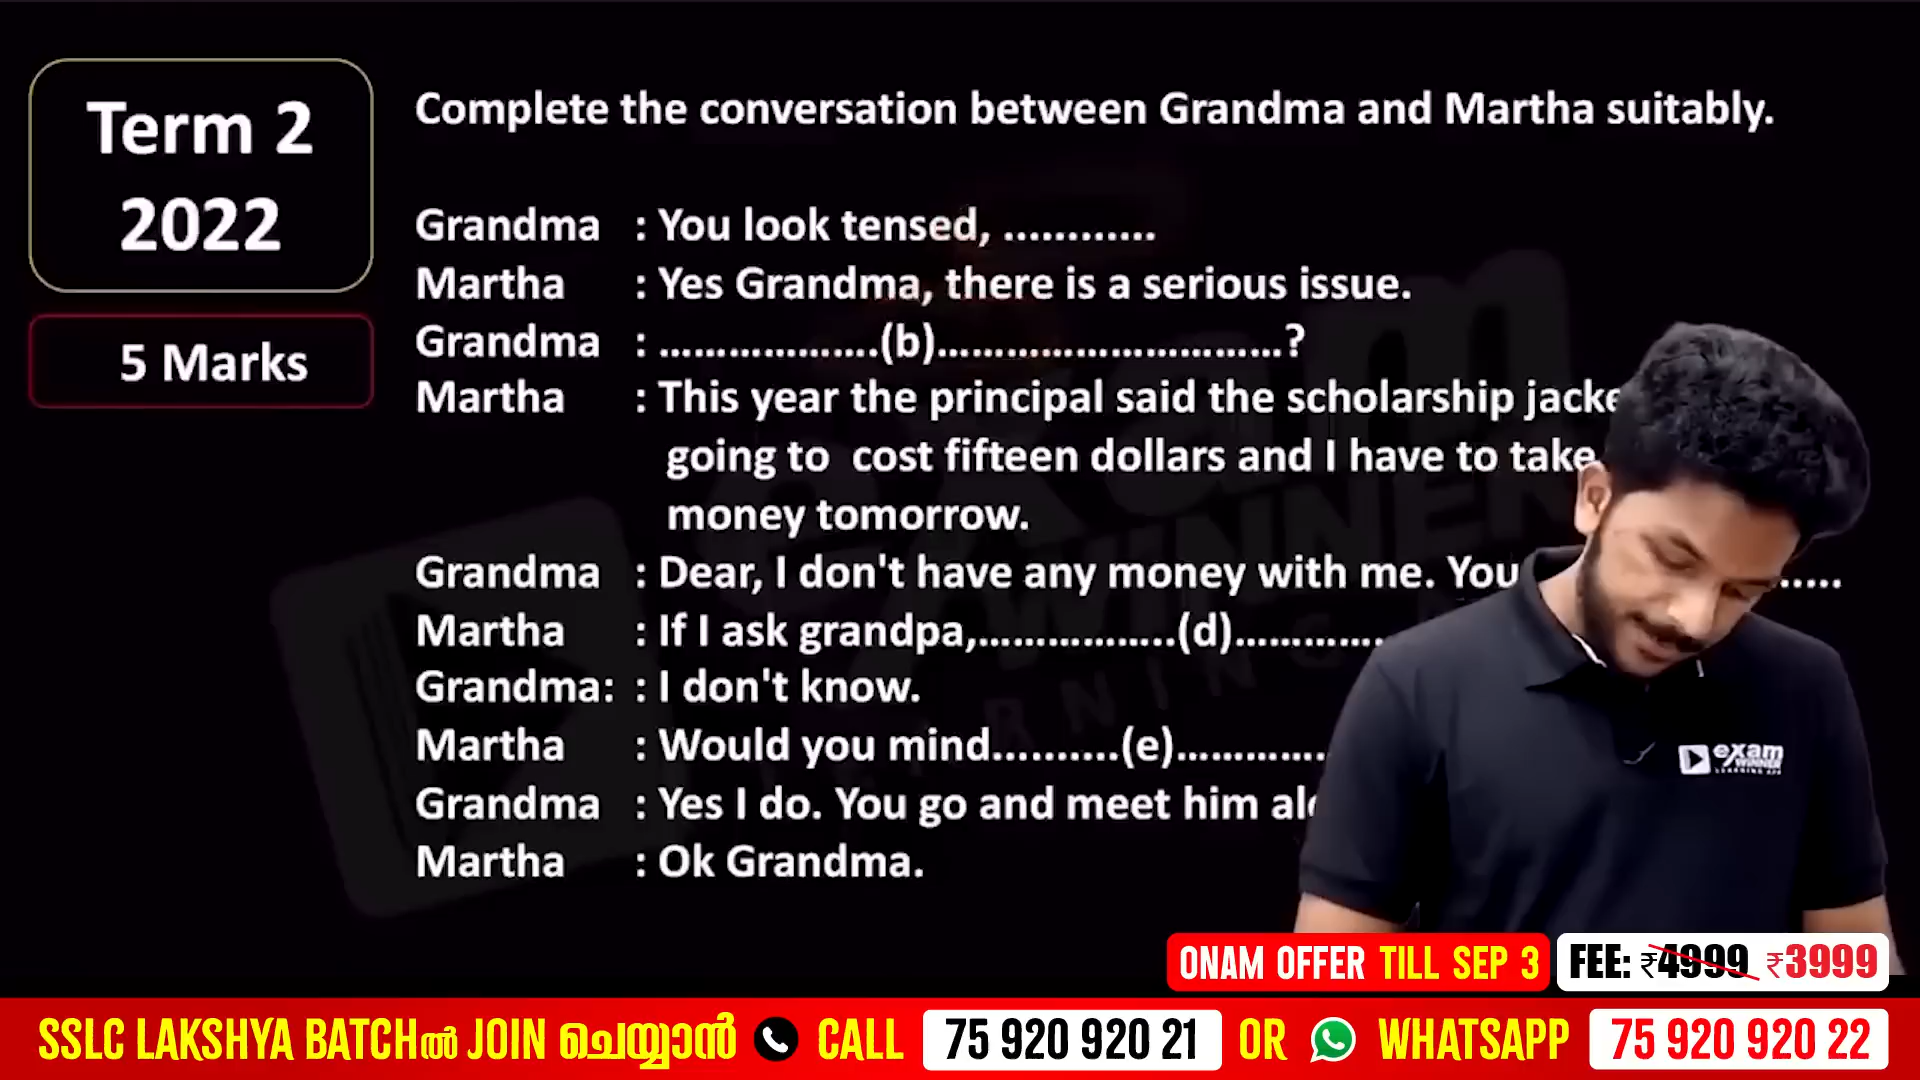 Term 2
2022
5 Marks
Complete the conversation between Grandma and Martha suitably.
Grandma : You look tensed, ............
Martha : Yes Grandma, there is a serious issue.
Grandma : ...................(b)..............................?
Martha : This year the principal said the scholarship
going to cost fifteen dollars and I have to take
money tomorrow.
Grandma : Dear, I don't have any money with me. You .....
Martha : If I ask grandpa,.................(d).............
Grandma: : I don't know.
Martha : Would you mind..........(e).............
Grandma : Yes I do. You go and meet him
Martha : Ok Grandma.
exam
WINNER
LEARNING APP
ONAM OFFER TILL SEP 3 FEE: ₹4999 ₹3999
SSLC LAKSHYA BATCHൽ JOIN ചെയ്യാൻ CALL 75 920 920 21 OR WHATSAPP 75 920 920 22